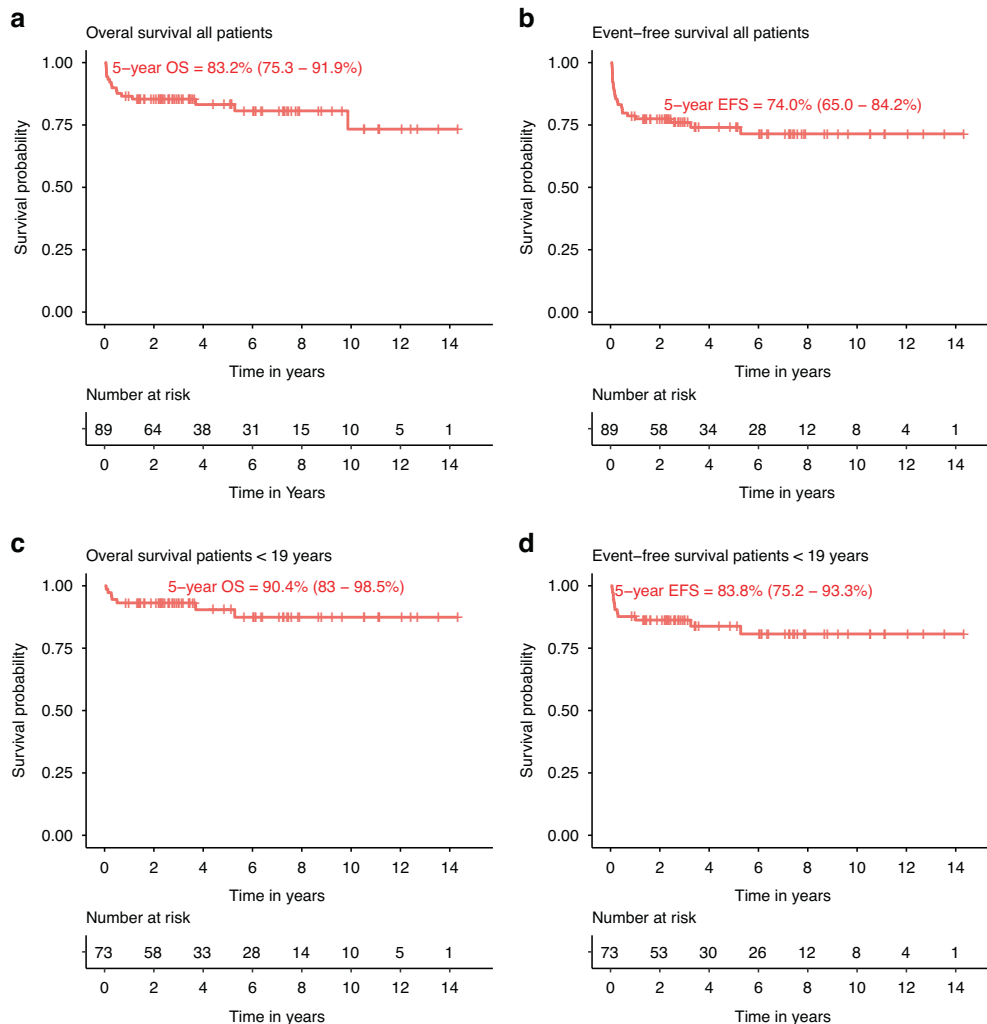 a
Overal survival all patients
5−year OS = 83.2% (75.3 − 91.9%)
Survival probability
1.00
0.75
0.50
0.25
0.00
0 2 4 6 8 10 12 14
Time in years
Number at risk
89 64 38 31 15 10 5 1
0 2 4 6 8 10 12 14
Time in Years
b
Event−free survival all patients
5−year EFS = 74.0% (65.0 − 84.2%)
Survival probability
1.00
0.75
0.50
0.25
0.00
0 2 4 6 8 10 12 14
Time in years
Number at risk
89 58 34 28 12 8 4 1
0 2 4 6 8 10 12 14
Time in years
c
Overal survival patients < 19 years
5−year OS = 90.4% (83 − 98.5%)
Survival probability
1.00
0.75
0.50
0.25
0.00
0 2 4 6 8 10 12 14
Time in years
Number at risk
73 58 33 28 14 10 5 1
0 2 4 6 8 10 12 14
Time in years
d
Event−free survival patients < 19 years
5−year EFS = 83.8% (75.2 − 93.3%)
Survival probability
1.00
0.75
0.50
0.25
0.00
0 2 4 6 8 10 12 14
Time in years
Number at risk
73 53 30 26 12 8 4 1
0 2 4 6 8 10 12 14
Time in years